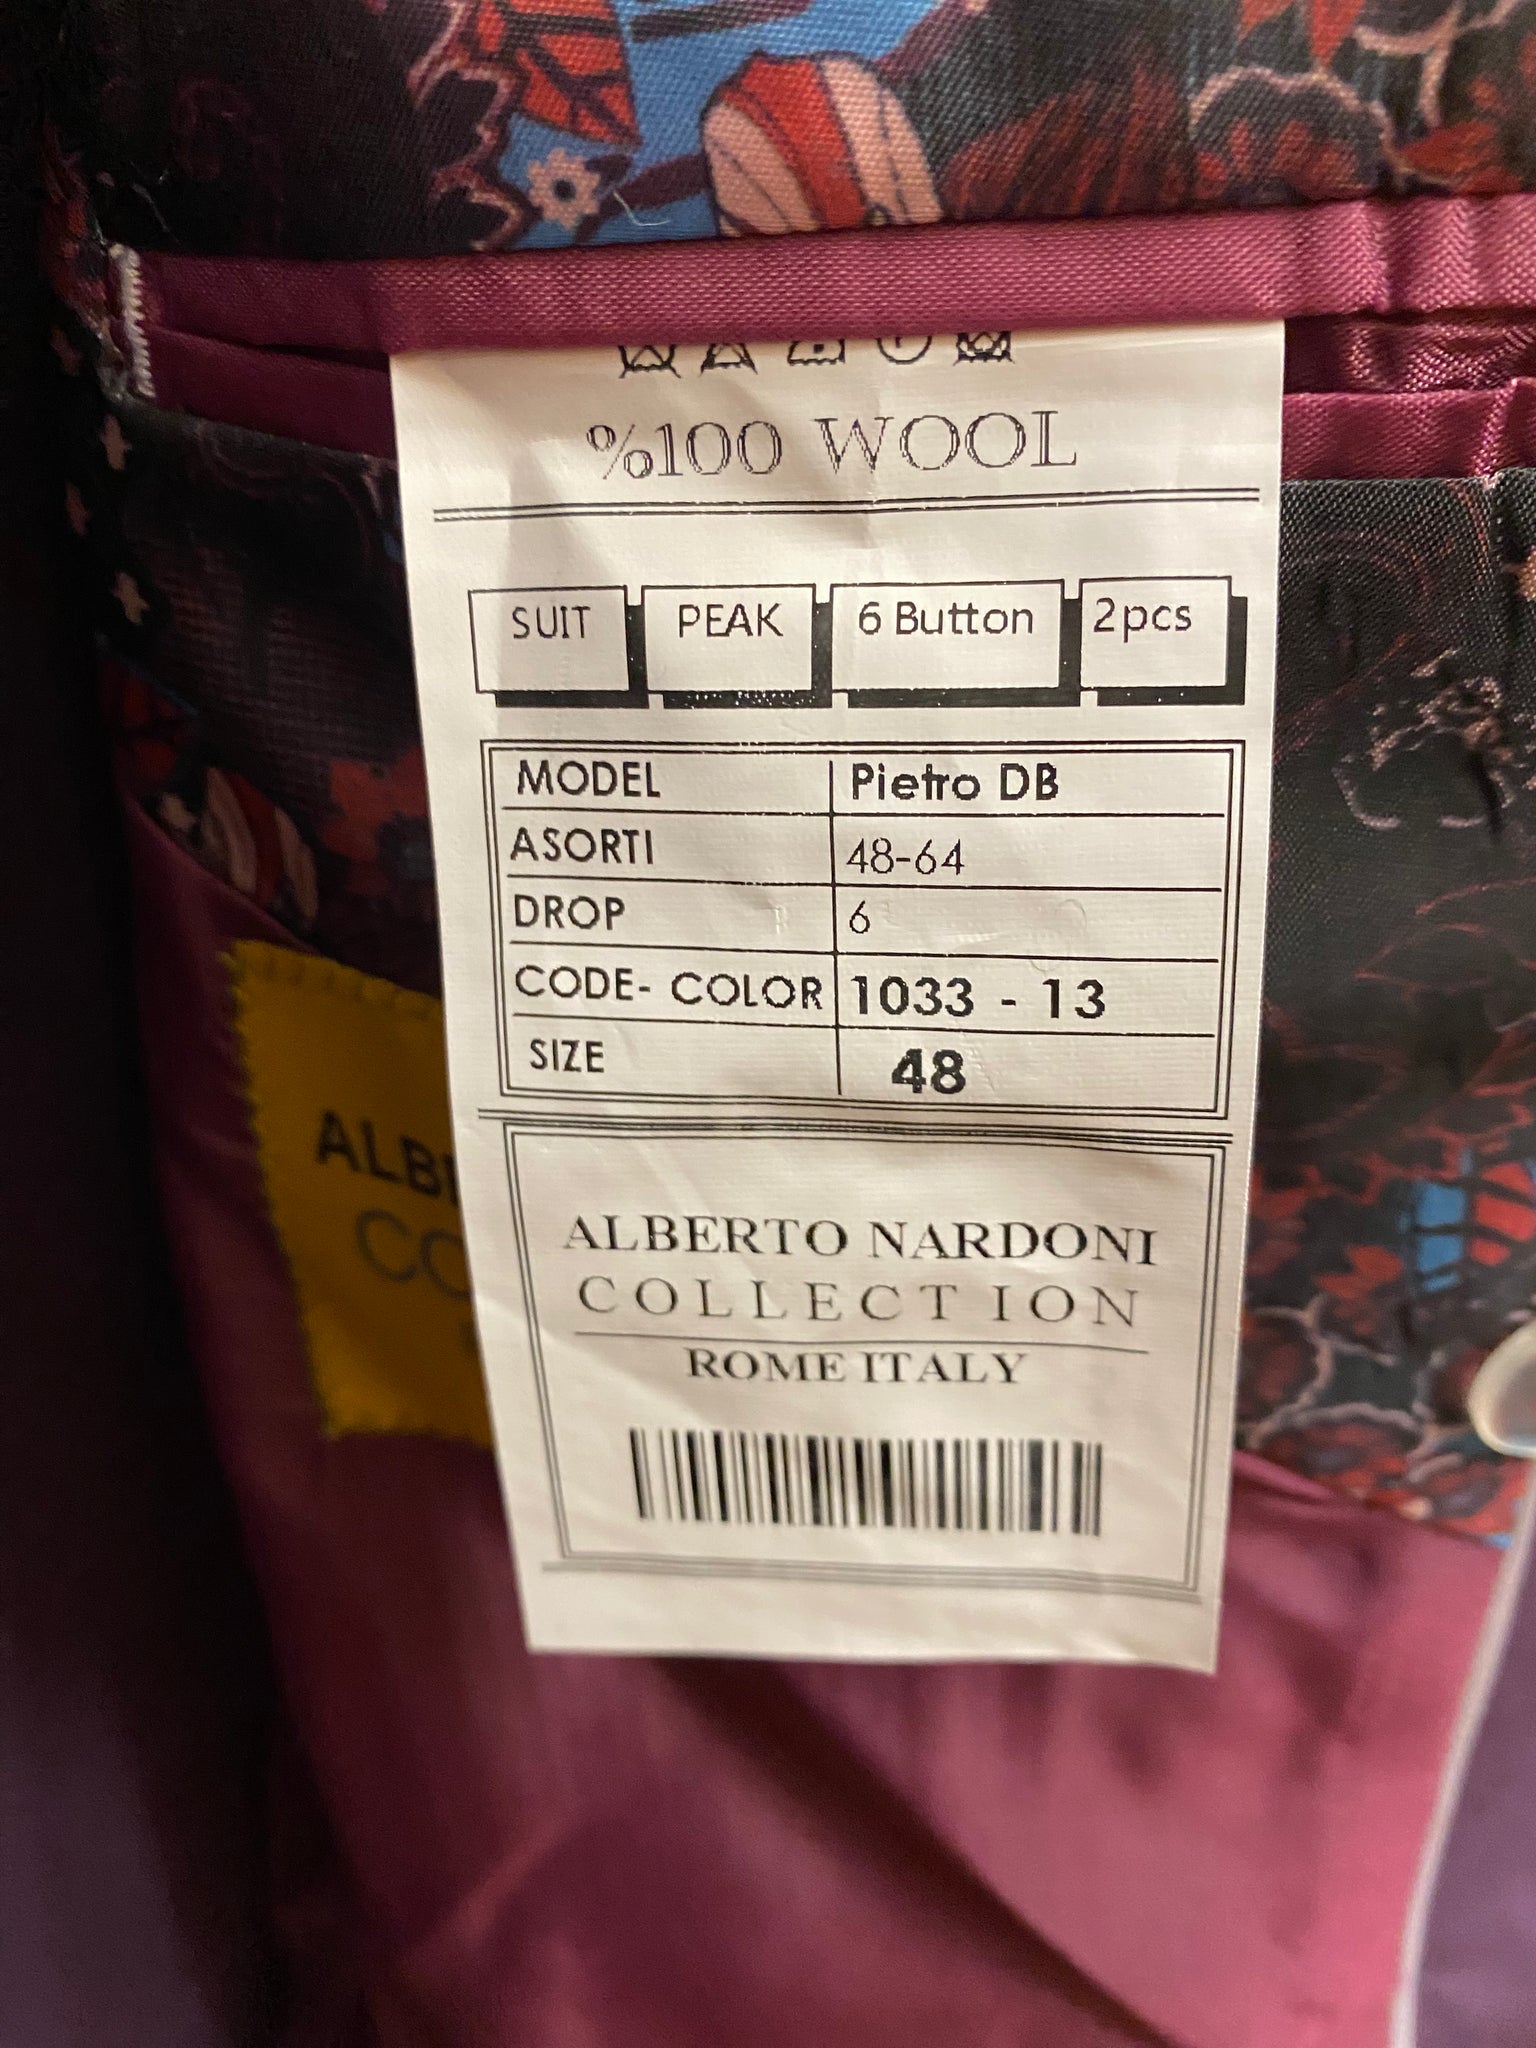 %100 WOOL
SUIT PEAK 6 Button 2pcs
MODEL Pietro DB
ASORTI 48-64
DROP 6
CODE- COLOR 1033 - 13
SIZE 48
ALBERTO NARDONI
COLLECTION
ROME ITALY